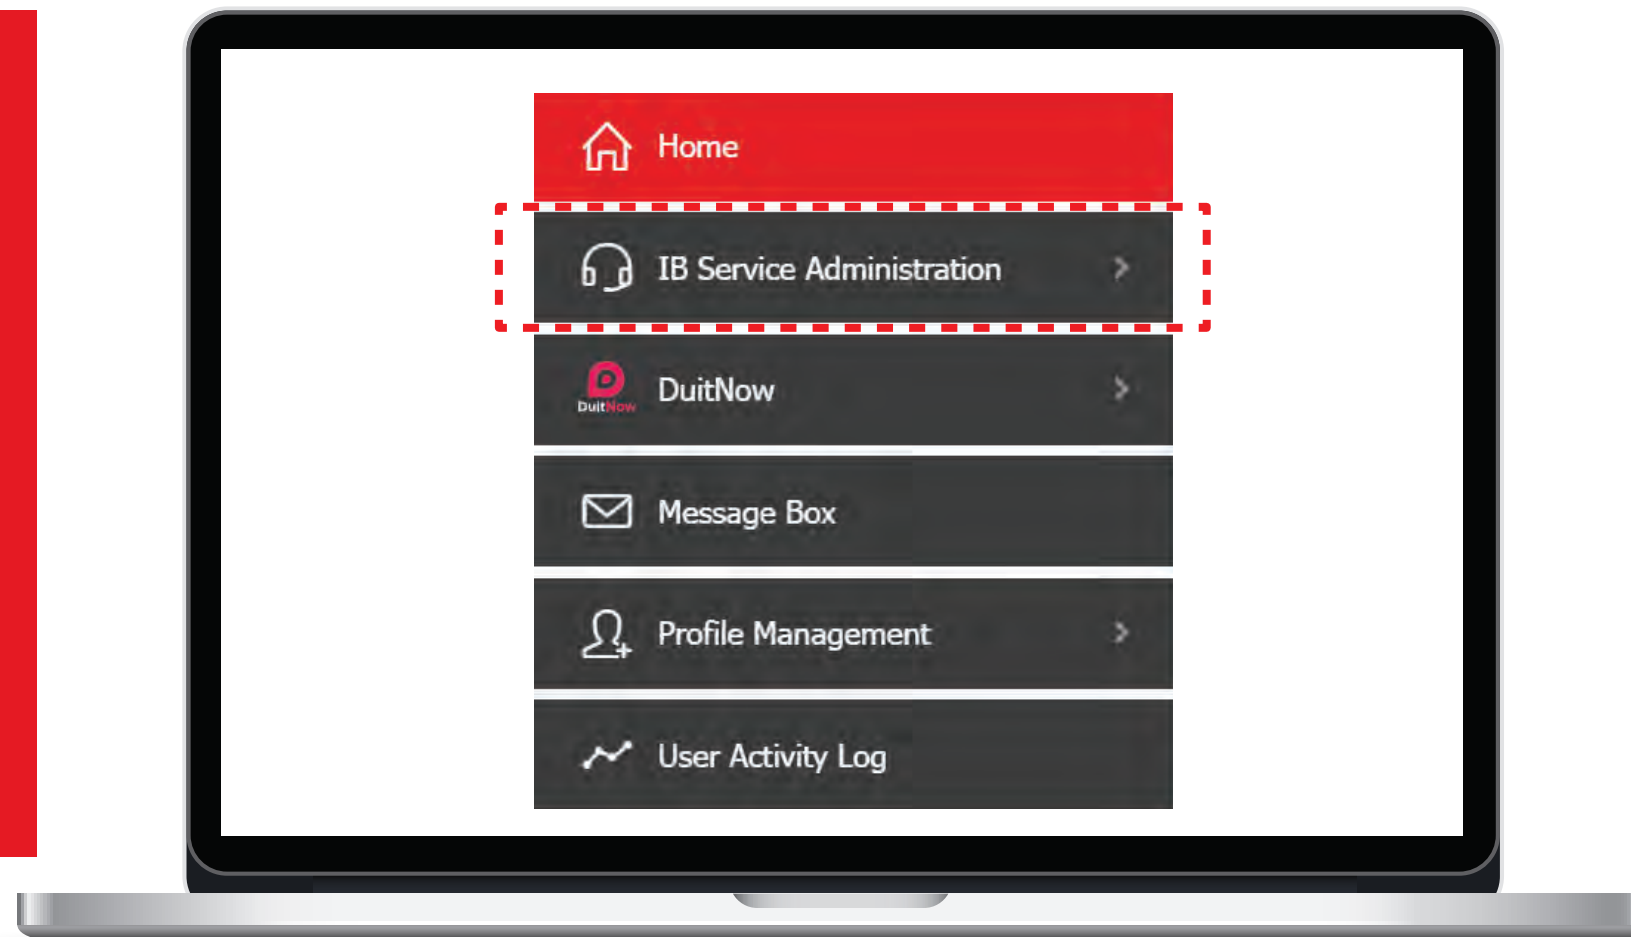 Home
IB Service Administration
DuitNow
DuitNow
Message Box
Profile Management
User Activity Log